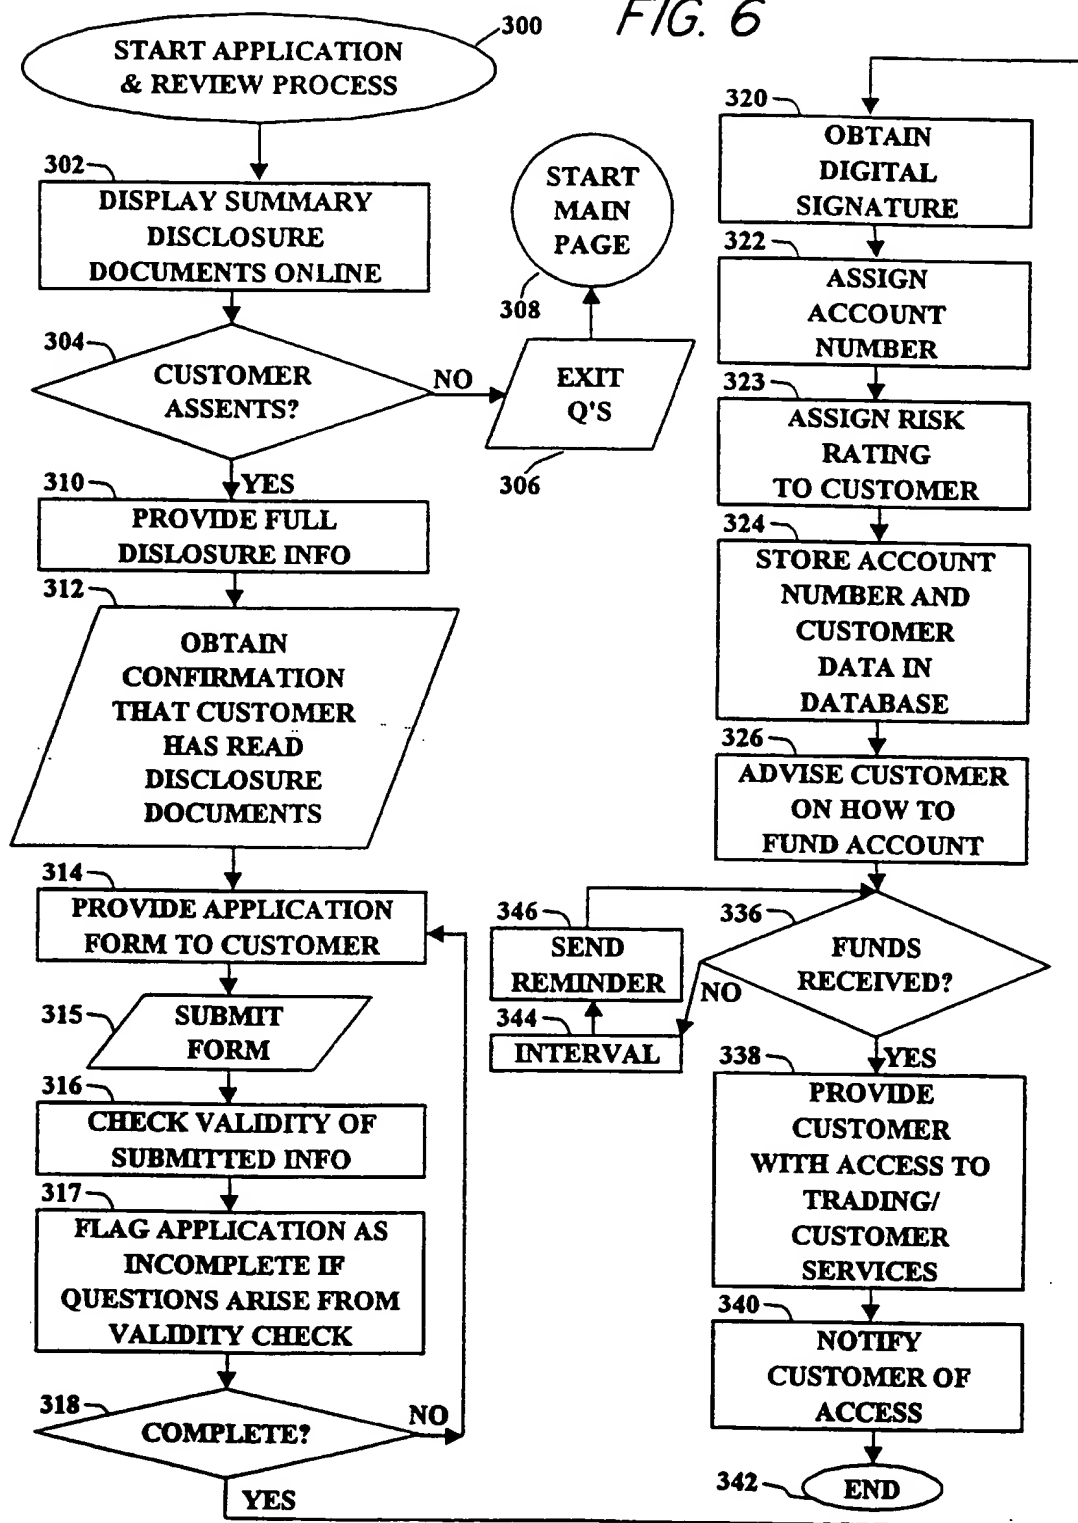 FIG. 6
300
START APPLICATION
& REVIEW PROCESS
302
DISPLAY SUMMARY
DISCLOSURE
DOCUMENTS ONLINE
304
CUSTOMER
ASSENTS?
NO
EXIT
Q'S
306
START
MAIN
PAGE
308
YES
310
PROVIDE FULL
DISLOSURE INFO
312
OBTAIN
CONFIRMATION
THAT CUSTOMER
HAS READ
DISCLOSURE
DOCUMENTS
314
PROVIDE APPLICATION
FORM TO CUSTOMER
315
SUBMIT
FORM
316
CHECK VALIDITY OF
SUBMITTED INFO
317
FLAG APPLICATION AS
INCOMPLETE IF
QUESTIONS ARISE FROM
VALIDITY CHECK
318
COMPLETE?
NO
YES
320
OBTAIN
DIGITAL
SIGNATURE
322
ASSIGN
ACCOUNT
NUMBER
323
ASSIGN RISK
RATING
TO CUSTOMER
324
STORE ACCOUNT
NUMBER AND
CUSTOMER
DATA IN
DATABASE
326
ADVISE CUSTOMER
ON HOW TO
FUND ACCOUNT
336
FUNDS
RECEIVED?
NO
344
INTERVAL
346
SEND
REMINDER
YES
338
PROVIDE
CUSTOMER
WITH ACCESS TO
TRADING/
CUSTOMER
SERVICES
340
NOTIFY
CUSTOMER OF
ACCESS
342
END